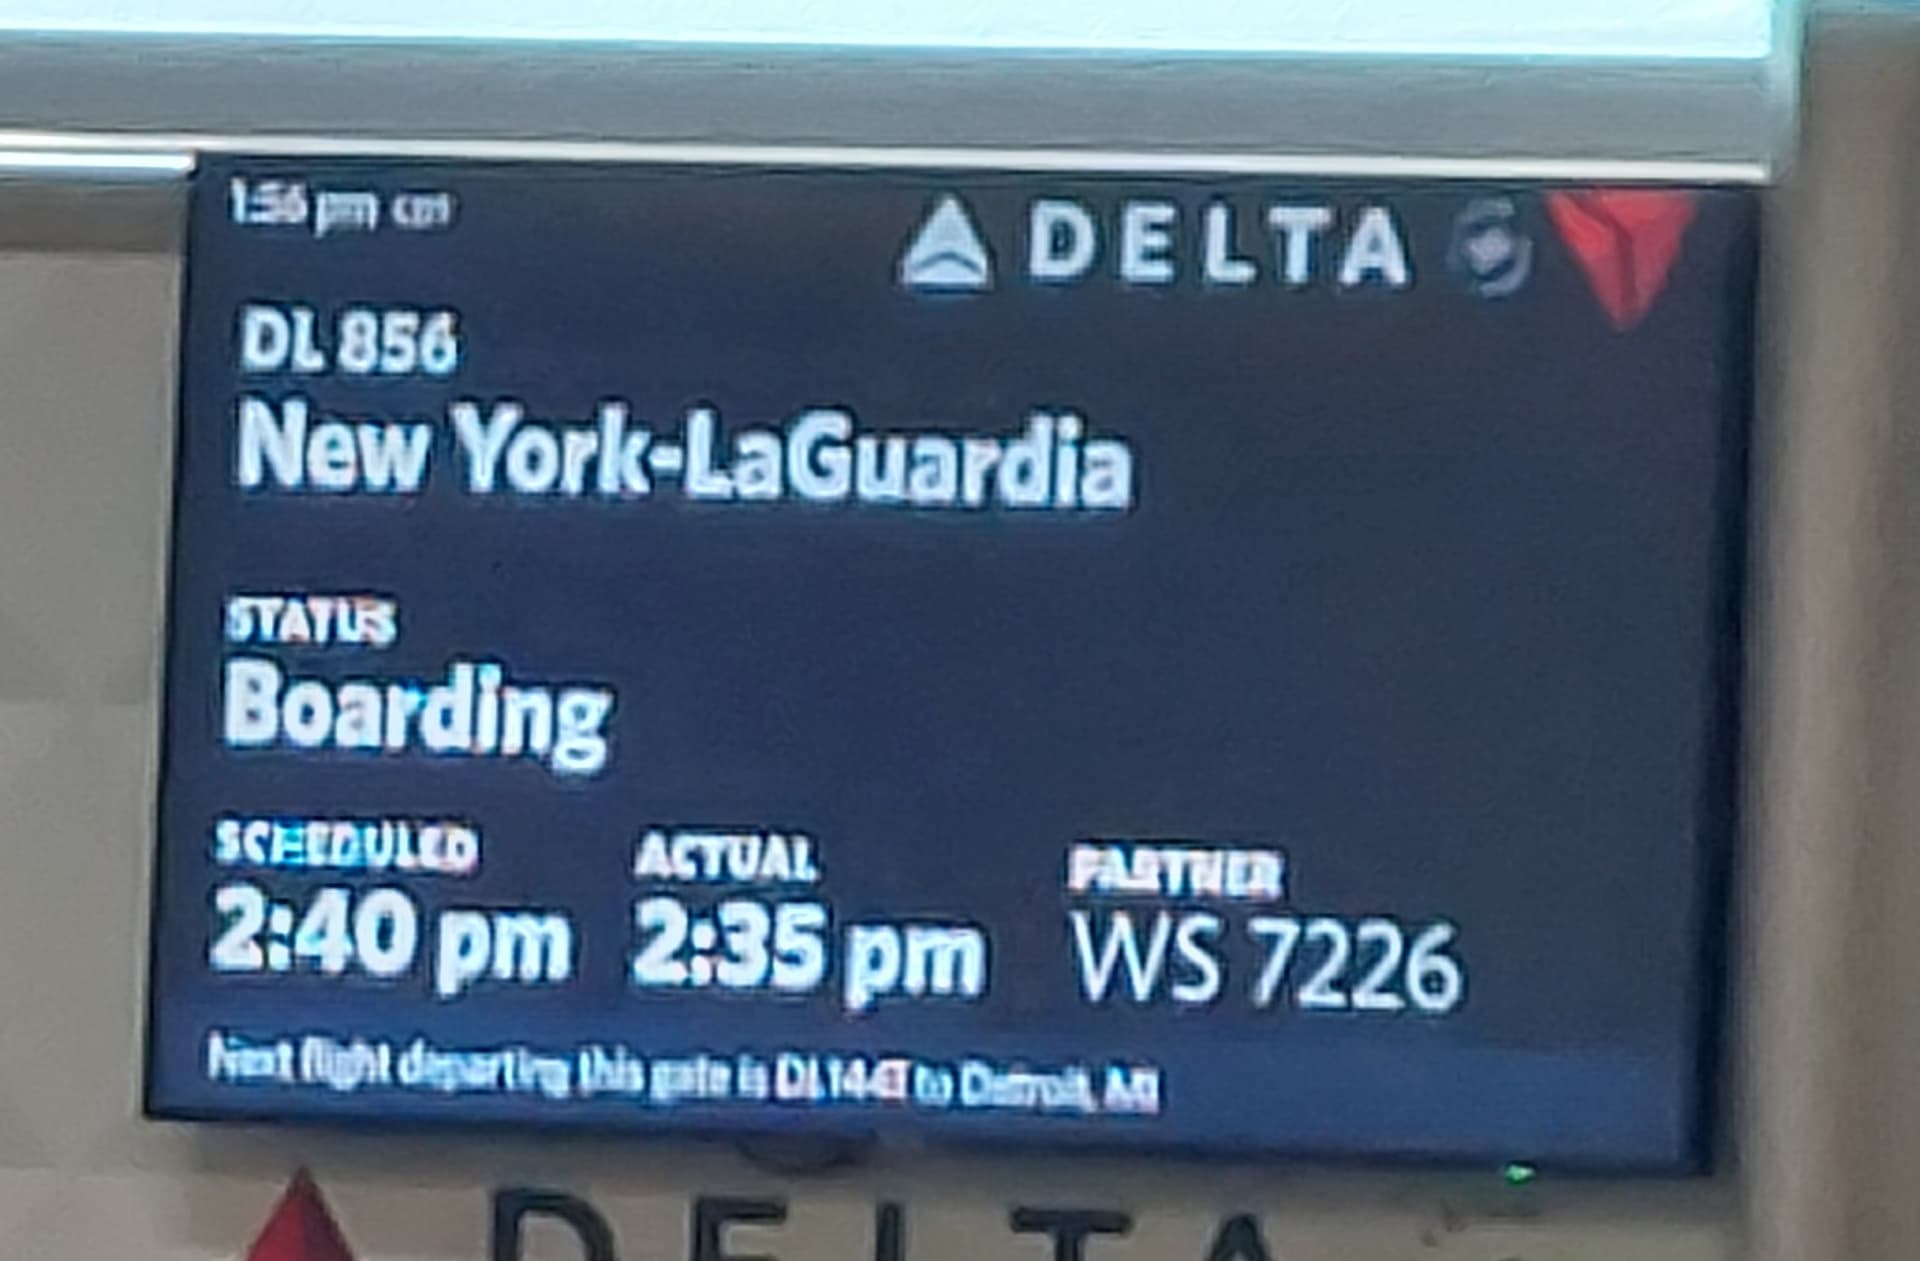 1:56 pm CDT
DELTA
DL 856
New York-LaGuardia
STATUS
Boarding
SCHEDULED ACTUAL PARTNER
2:40 pm 2:35 pm WS 7226
Next flight departing this gate is to Detroit, MI
DELTA